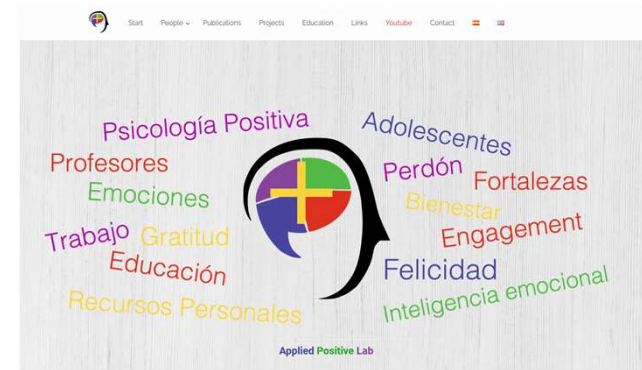 Start People Publications Projects Education Links Youtube Contact
Psicología Positiva
Adolescentes
Profesores
Perdón
Fortalezas
Emociones
Bienestar
Trabajo
Gratitud
Engagement
Educación
Felicidad
Recursos Personales
Inteligencia emocional
Applied Positive Lab